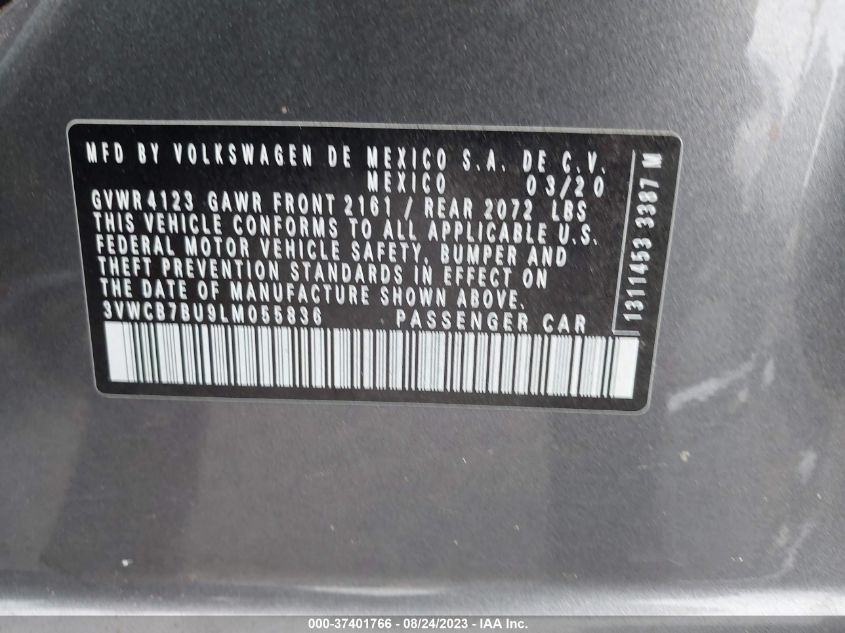 MFD BY VOLKSWAGEN DE MEXICO S.A. DE C.V.
MEXICO 03/20
GVWR 4123 GAWR FRONT 2161 / REAR 2072 LBS
THIS VEHICLE CONFORMS TO ALL APPLICABLE U.S.
FEDERAL MOTOR VEHICLE SAFETY, BUMPER AND
THEFT PREVENTION STANDARDS IN EFFECT ON
THE DATE OF MANUFACTURE SHOWN ABOVE.
3VWCB7BU9LM055836 PASSENGER CAR
1311453 3387 M
000-37401766 - 08/24/2023 - IAA Inc.